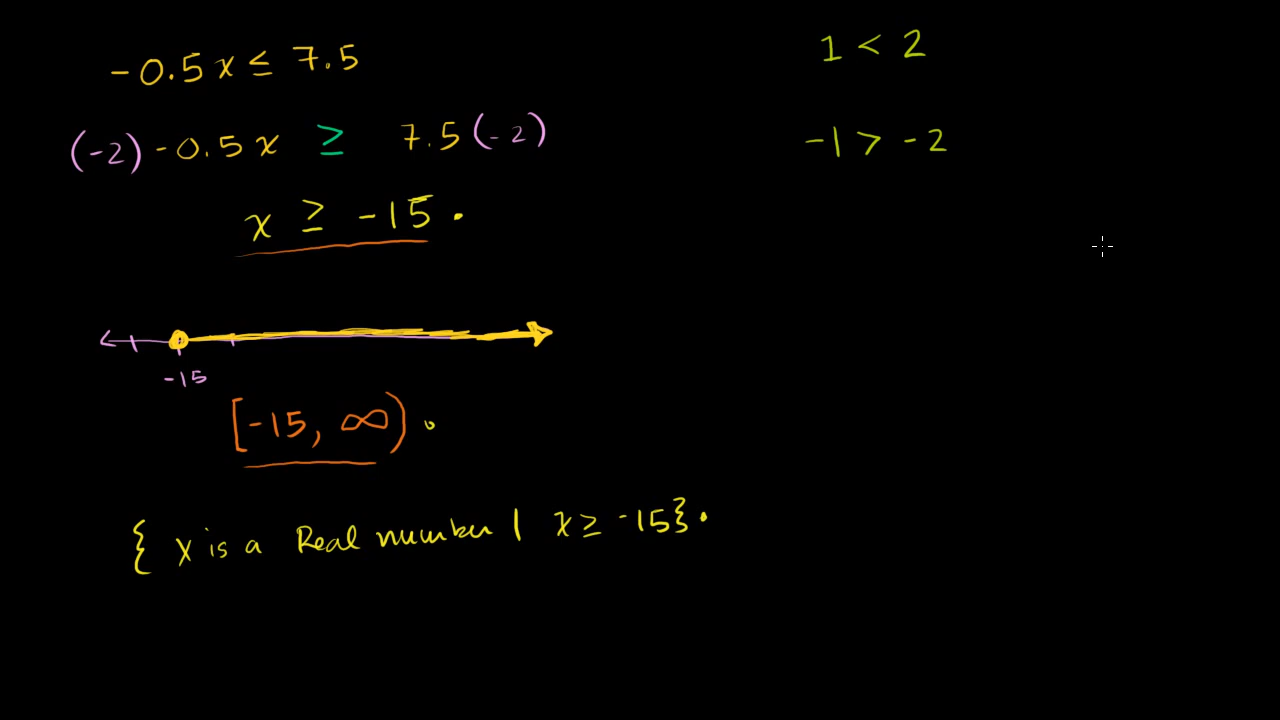 -0.5x ≤ 7.5
1 < 2
(-2) -0.5x ≥ 7.5 (-2)
-1 > -2
x ≥ -15.
-15
[-15, ∞).
{ x is a Real number | x ≥ -15}.